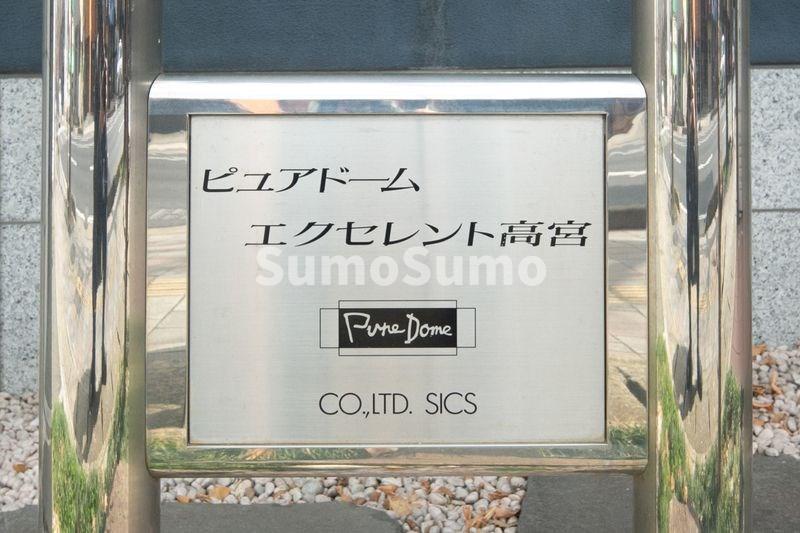 ピュアドーム
エクセレント高宮
SumoSumo
Pure Dome
CO.,LTD. SICS